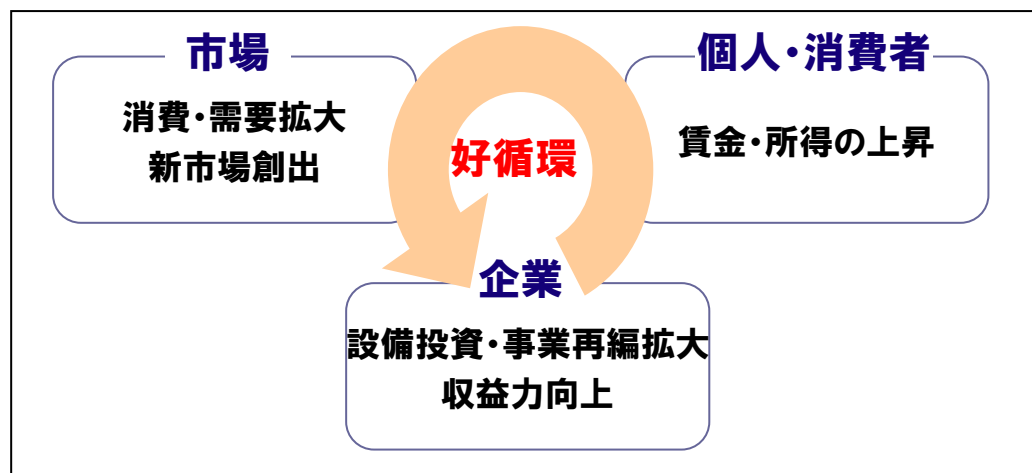 市場
消費・需要拡大
新市場創出
好循環
個人・消費者
賃金・所得の上昇
企業
設備投資・事業再編拡大
収益力向上